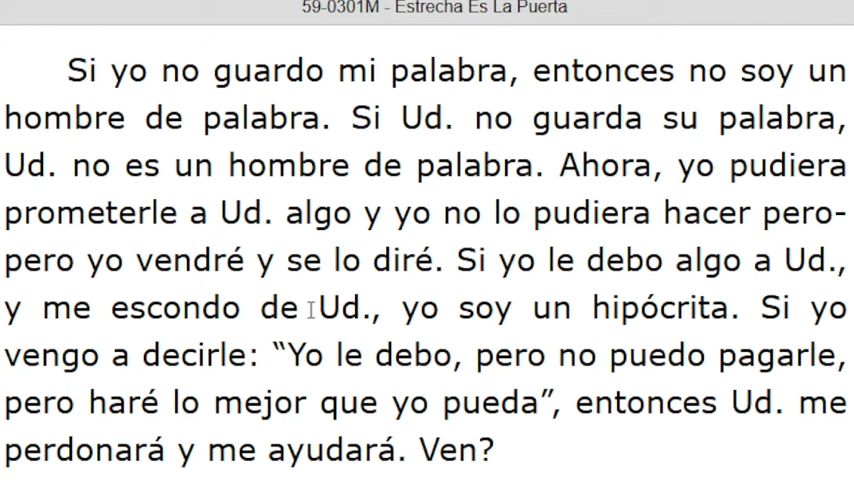 59-0301M - Estrecha Es La Puerta
Si yo no guardo mi palabra, entonces no soy un
hombre de palabra. Si Ud. no guarda su palabra,
Ud. no es un hombre de palabra. Ahora, yo pudiera
prometerle a Ud. algo y yo no lo pudiera hacer pero-
pero yo vendré y se lo diré. Si yo le debo algo a Ud.,
y me escondo de Ud., yo soy un hipócrita. Si yo
vengo a decirle: “Yo le debo, pero no puedo pagarle,
pero haré lo mejor que yo pueda”, entonces Ud. me
perdonará y me ayudará. Ven?